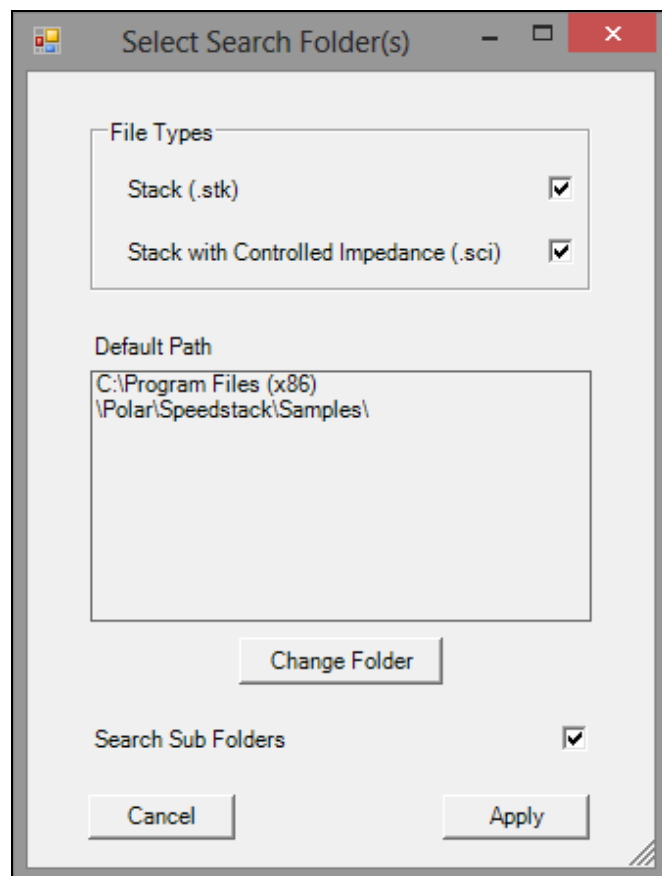 Select Search Folder(s)
File Types
Stack (.stk)
Stack with Controlled Impedance (.sci)
Default Path
C:\Program Files (x86)
\Polar\Speedstack\Samples\
Change Folder
Search Sub Folders
Cancel
Apply